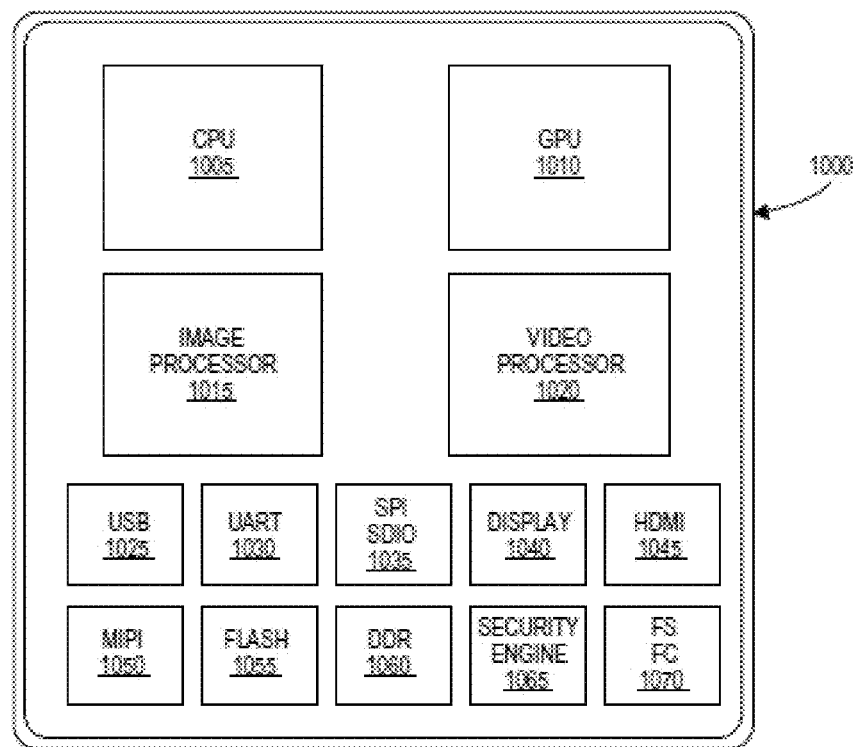 CPU
1005
GPU
1010
1000
IMAGE
PROCESSOR
1015
VIDEO
PROCESSOR
1020
USB
1025
UART
1030
SPI
SDIO
1035
DISPLAY
1040
HDMI
1045
MIPI
1050
FLASH
1055
DDR
1060
SECURITY
ENGINE
1065
FS
FC
1070